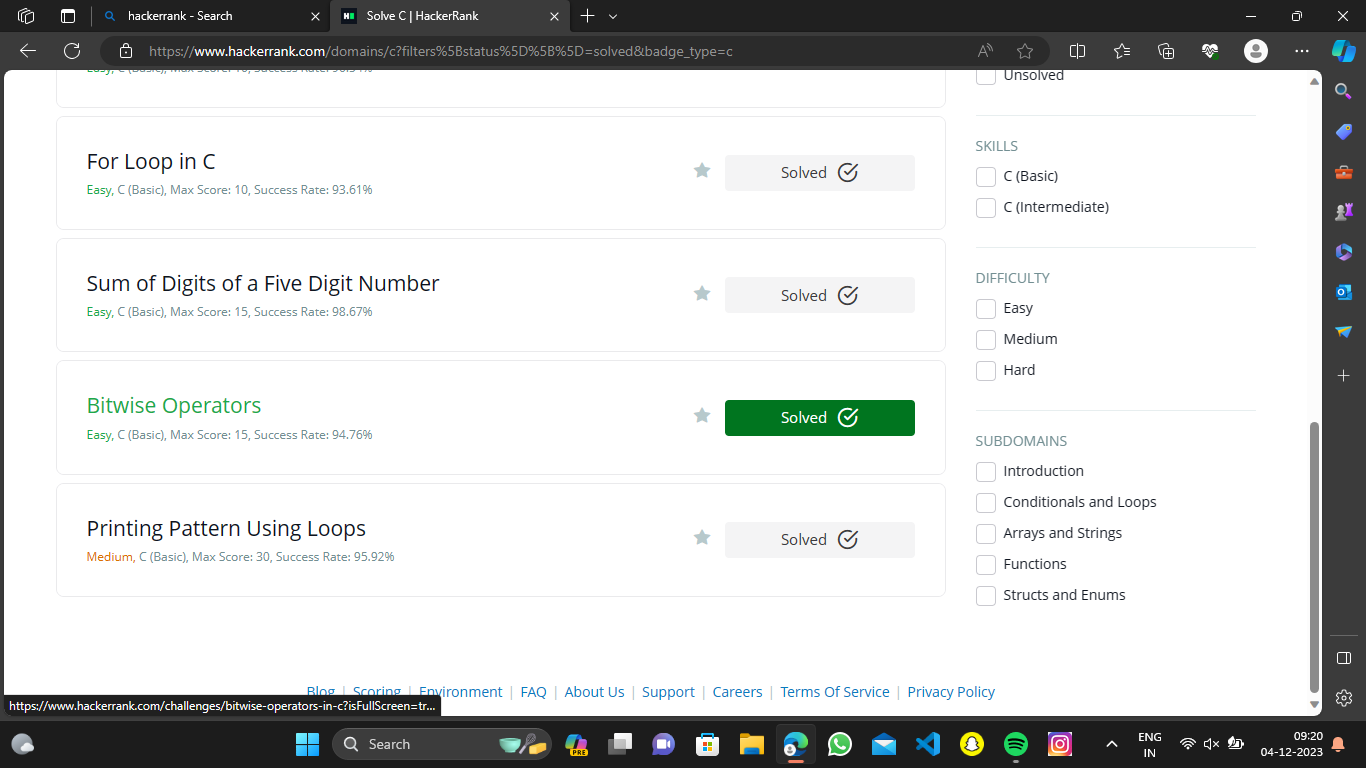 hackerrank - Search
Solve C | HackerRank
https://www.hackerrank.com/domains/c?filters%5Bstatus%5D%5B%5D=solved&badge_type=c
Unsolved
For Loop in C
Solved
Easy, C (Basic), Max Score: 10, Success Rate: 93.61%
Sum of Digits of a Five Digit Number
Solved
Easy, C (Basic), Max Score: 15, Success Rate: 98.67%
Bitwise Operators
Solved
Easy, C (Basic), Max Score: 15, Success Rate: 94.76%
Printing Pattern Using Loops
Solved
Medium, C (Basic), Max Score: 30, Success Rate: 95.92%
SKILLS
C (Basic)
C (Intermediate)
DIFFICULTY
Easy
Medium
Hard
SUBDOMAINS
Introduction
Conditionals and Loops
Arrays and Strings
Functions
Structs and Enums
Blog | Scoring | Environment | FAQ | About Us | Support | Careers | Terms Of Service | Privacy Policy
https://www.hackerrank.com/challenges/bitwise-operators-in-c?isFullScreen=tr...
Search
PRE
ENG
IN
09:20
04-12-2023